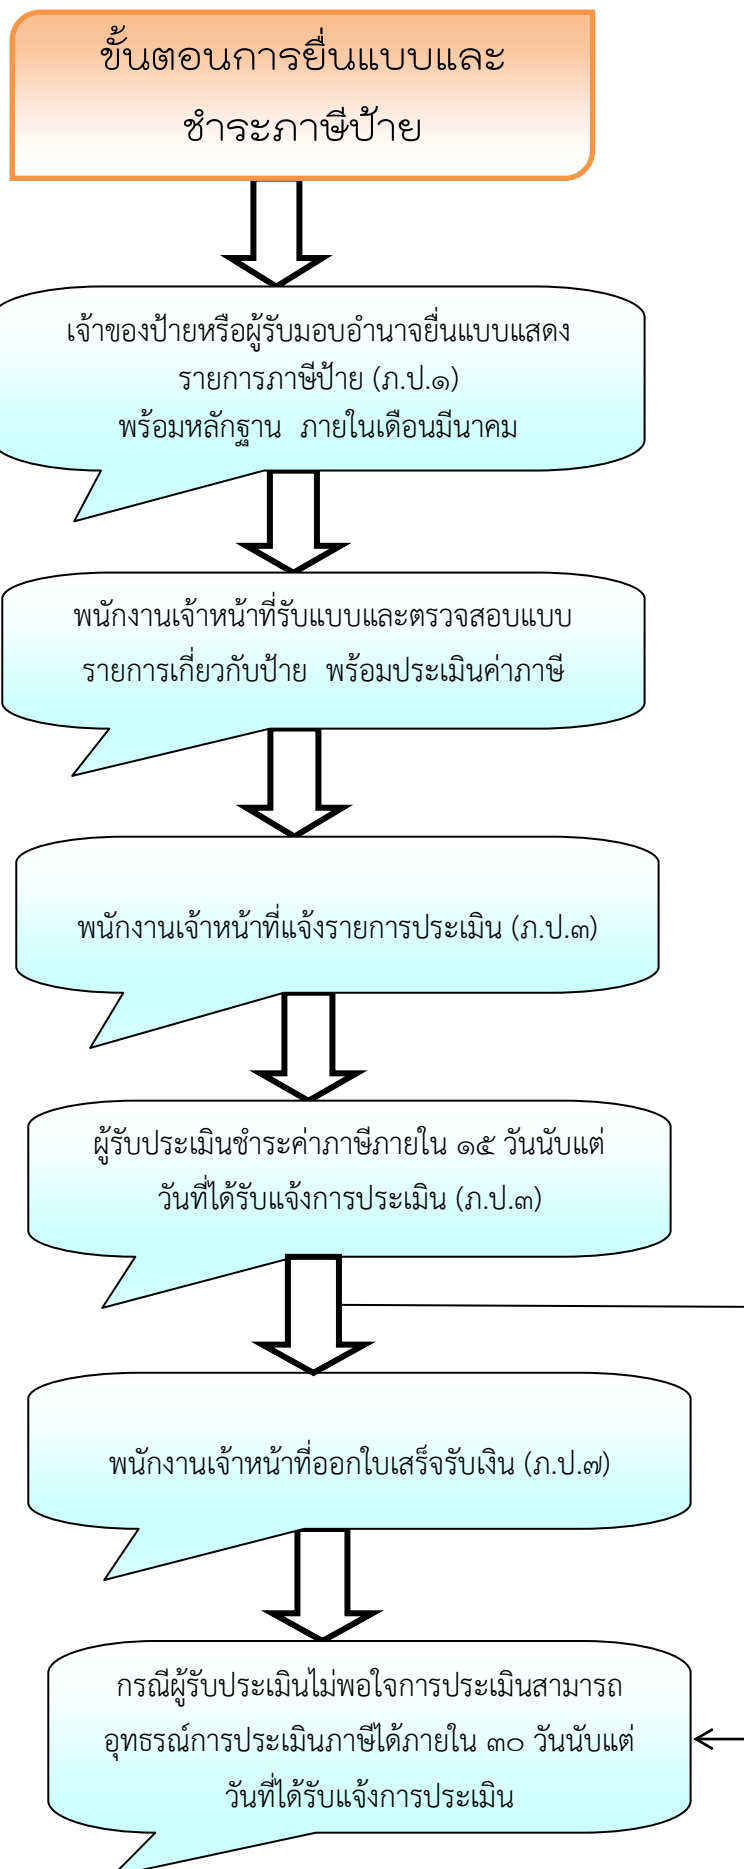 ขั้นตอนการยื่นแบบและ
ชำระภาษีป้าย
เจ้าของป้ายหรือผู้รับมอบอำนาจยื่นแบบแสดง
รายการภาษีป้าย (ภ.ป.๑)
พร้อมหลักฐาน ภายในเดือนมีนาคม
พนักงานเจ้าหน้าที่รับแบบและตรวจสอบแบบ
รายการเกี่ยวกับป้าย พร้อมประเมินค่าภาษี
พนักงานเจ้าหน้าที่แจ้งรายการประเมิน (ภ.ป.๓)
ผู้รับประเมินชำระค่าภาษีภายใน ๑๕ วันนับแต่
วันที่ได้รับแจ้งการประเมิน (ภ.ป.๓)
พนักงานเจ้าหน้าที่ออกใบเสร็จรับเงิน (ภ.ป.๗)
กรณีผู้รับประเมินไม่พอใจการประเมินสามารถ
อุทธรณ์การประเมินภาษีได้ภายใน ๓๐ วันนับแต่
วันที่ได้รับแจ้งการประเมิน